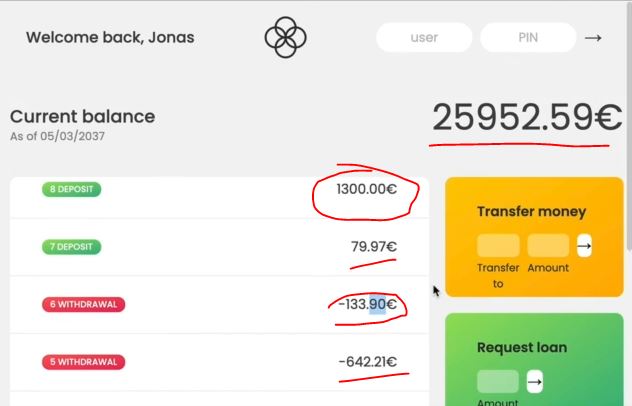 Welcome back, Jonas
user
PIN
→
Current balance
As of 05/03/2037
25952.59€
8 DEPOSIT
1300.00€
7 DEPOSIT
79.97€
6 WITHDRAWAL
-133.90€
5 WITHDRAWAL
-642.21€
Transfer money
→
Transfer to
Amount
Request loan
→
Amount